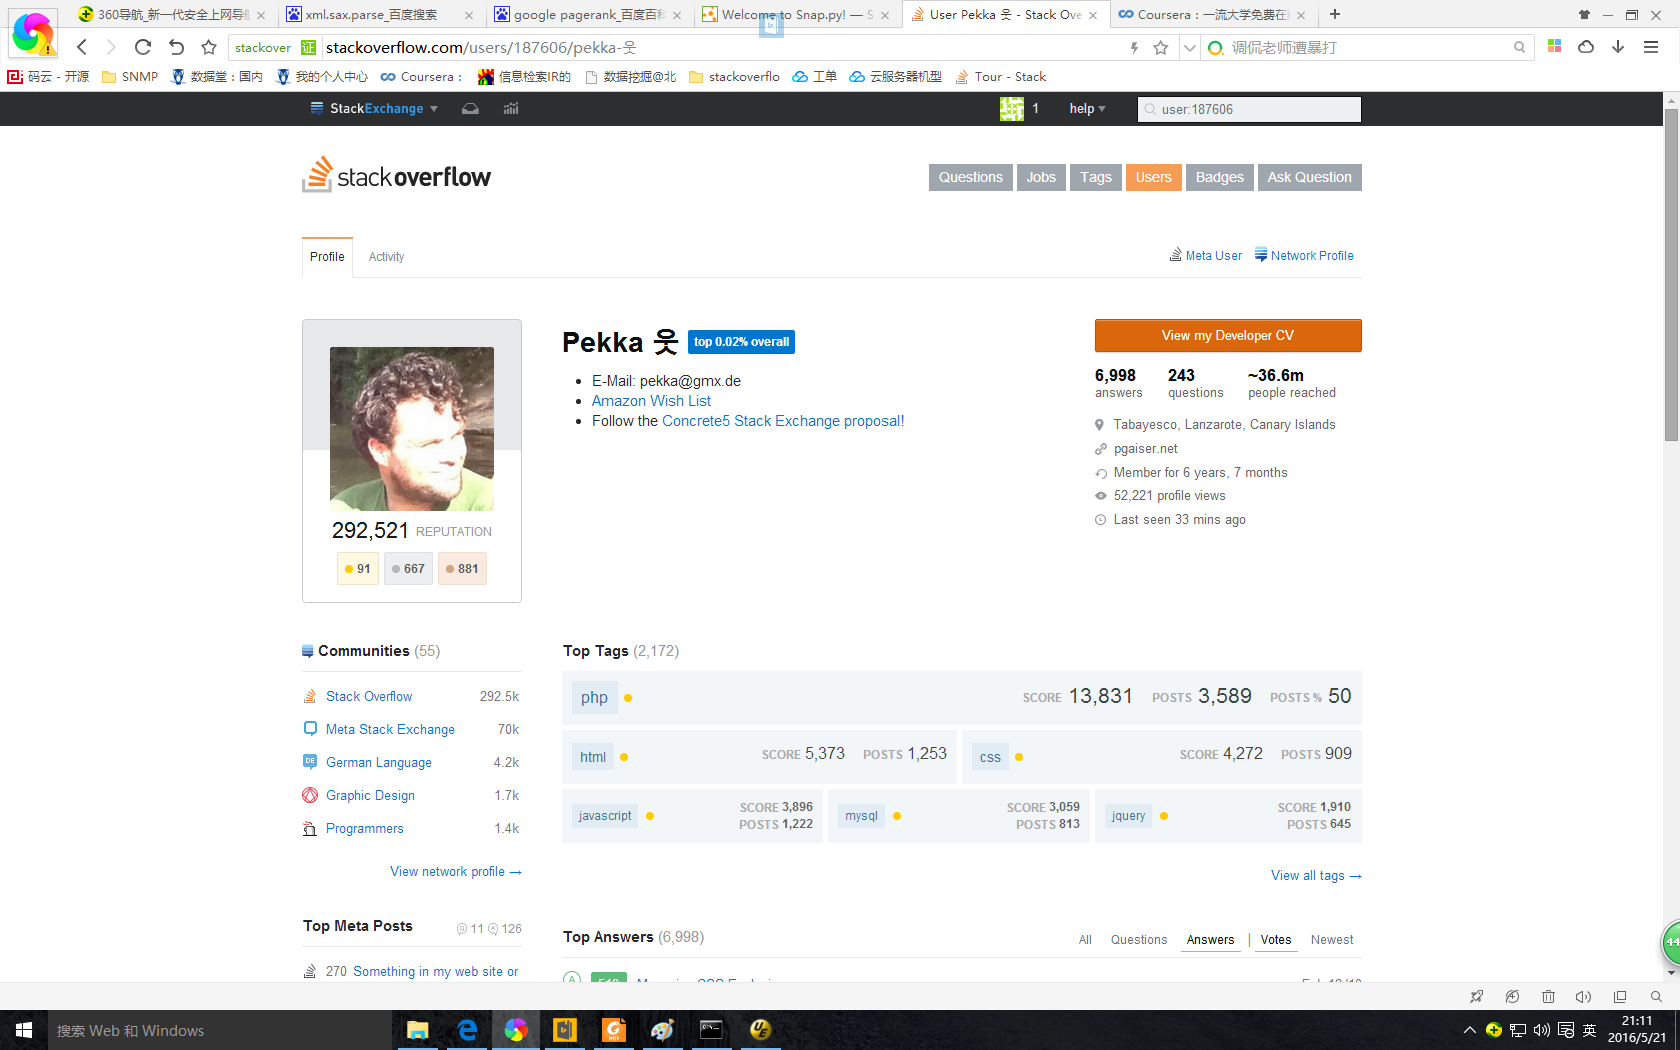 360导航_新一代安全上网导航
xml.sax.parse_百度搜索
google pagerank_百度百科
Welcome to Snap.py! — S
User Pekka 웃 - Stack Ove
Coursera：一流大学免费在线
stackover 证 stackoverflow.com/users/187606/pekka-웃
调侃老师遭暴打
码云 - 开源 SNMP 数据堂：国内 我的个人中心 Coursera： 信息检索IR的 数据挖掘@北 stackoverflo 工单 云服务器机型 Tour - Stack
StackExchange 1 help user:187606
stackoverflow
Questions Jobs Tags Users Badges Ask Question
Profile Activity Meta User Network Profile
Pekka 웃 top 0.02% overall
E-Mail: pekka@gmx.de
Amazon Wish List
Follow the Concrete5 Stack Exchange proposal!
View my Developer CV
6,998 243 ~36.6m
answers questions people reached
Tabayesco, Lanzarote, Canary Islands
pgaiser.net
Member for 6 years, 7 months
52,221 profile views
Last seen 33 mins ago
292,521 REPUTATION
91 667 881
Communities (55)
Stack Overflow 292.5k
Meta Stack Exchange 70k
DE German Language 4.2k
Graphic Design 1.7k
Programmers 1.4k
View network profile →
Top Tags (2,172)
php SCORE 13,831 POSTS 3,589 POSTS % 50
html SCORE 5,373 POSTS 1,253
css SCORE 4,272 POSTS 909
javascript SCORE 3,896
POSTS 1,222
mysql SCORE 3,059
POSTS 813
jquery SCORE 1,910
POSTS 645
View all tags →
Top Meta Posts 11 126
270 Something in my web site or
Top Answers (6,998) All Questions Answers Votes Newest
44
搜索 Web 和 Windows
英
21:11
2016/5/21